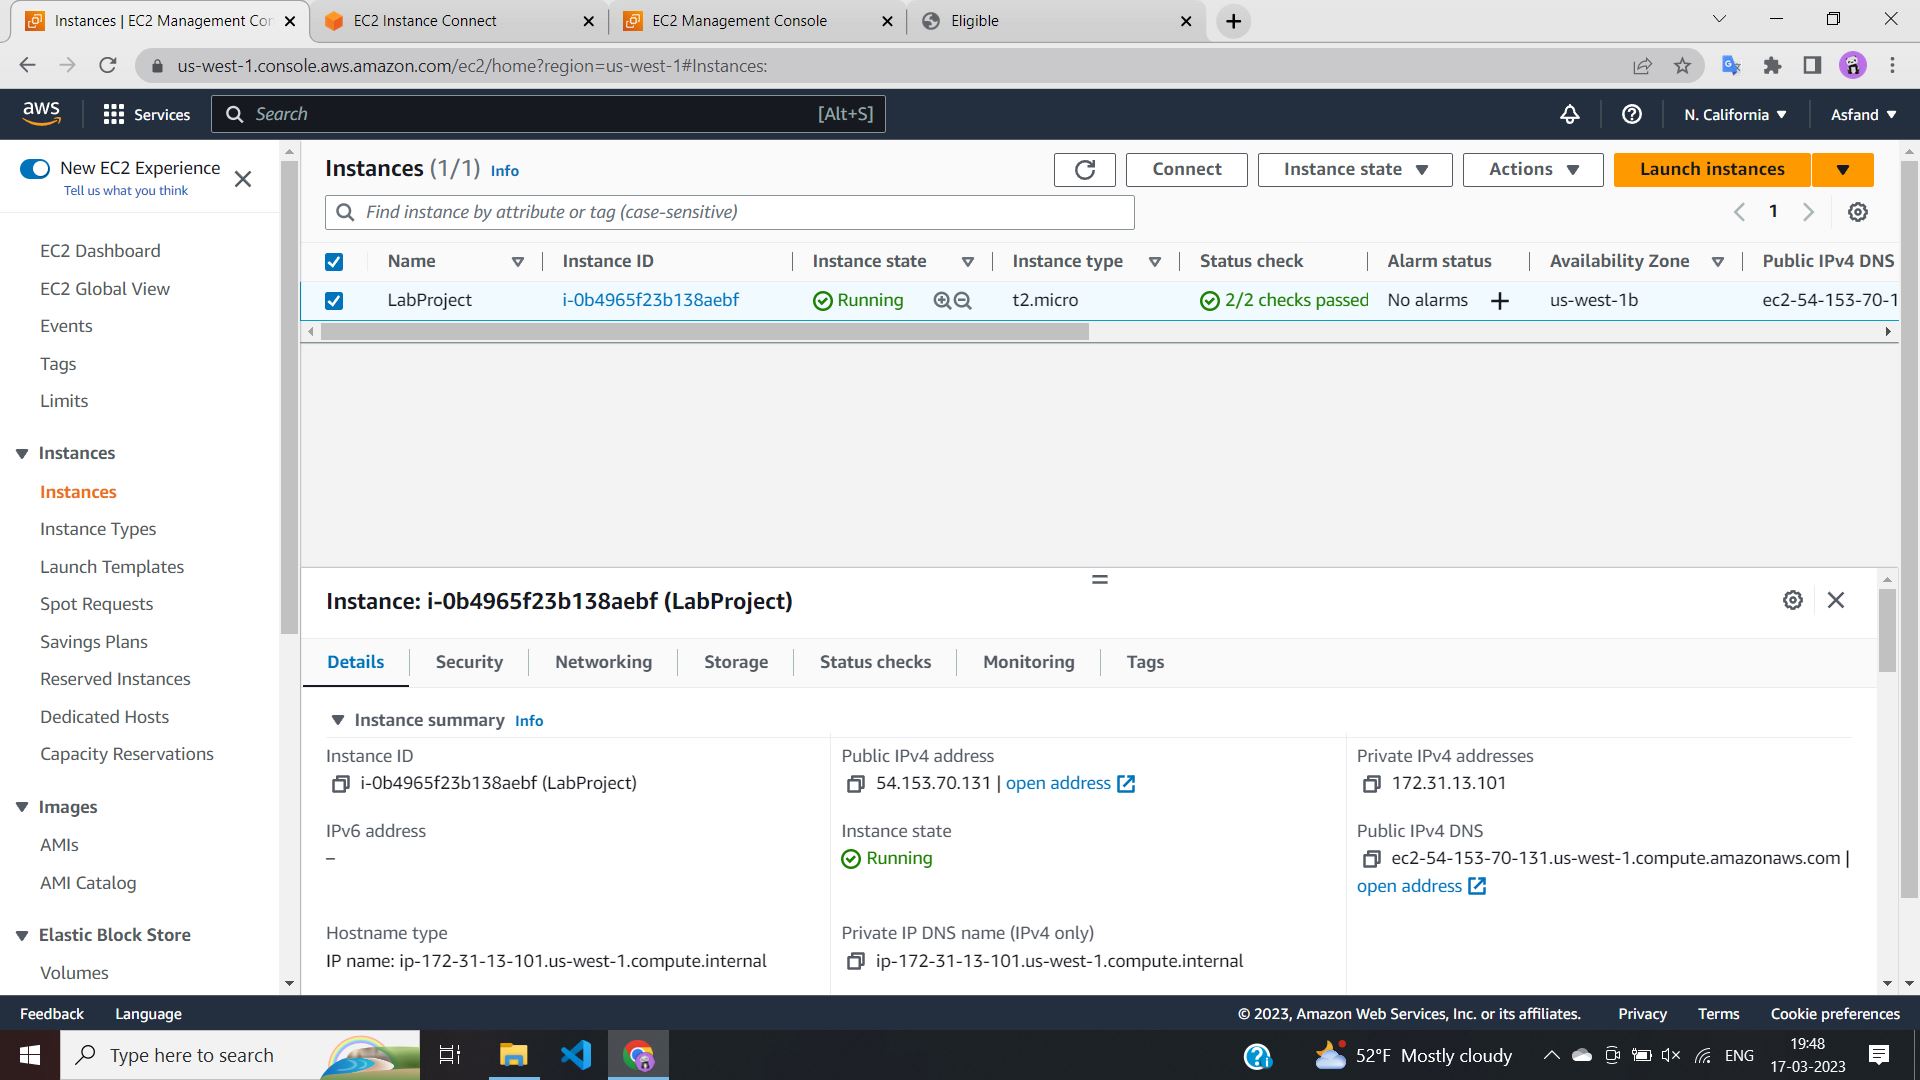 Instances | EC2 Management Con
EC2 Instance Connect
EC2 Management Console
Eligible
us-west-1.console.aws.amazon.com/ec2/home?region=us-west-1#Instances:
aws
Services
Search
[Alt+S]
N. California
Asfand
New EC2 Experience
Tell us what you think
EC2 Dashboard
EC2 Global View
Events
Tags
Limits
Instances
Instances
Instance Types
Launch Templates
Spot Requests
Savings Plans
Reserved Instances
Dedicated Hosts
Capacity Reservations
Images
AMIs
AMI Catalog
Elastic Block Store
Volumes
Instances (1/1) Info
Connect
Instance state
Actions
Launch instances
Find instance by attribute or tag (case-sensitive)
1
Name Instance ID Instance state Instance type Status check Alarm status Availability Zone Public IPv4 DNS
LabProject i-0b4965f23b138aebf Running t2.micro 2/2 checks passed No alarms + us-west-1b ec2-54-153-70-1
Instance: i-0b4965f23b138aebf (LabProject)
Details Security Networking Storage Status checks Monitoring Tags
Instance summary Info
Instance ID
i-0b4965f23b138aebf (LabProject)
Public IPv4 address
54.153.70.131 | open address
Private IPv4 addresses
172.31.13.101
IPv6 address
–
Instance state
Running
Public IPv4 DNS
ec2-54-153-70-131.us-west-1.compute.amazonaws.com |
open address
Hostname type
IP name: ip-172-31-13-101.us-west-1.compute.internal
Private IP DNS name (IPv4 only)
ip-172-31-13-101.us-west-1.compute.internal
Feedback Language
© 2023, Amazon Web Services, Inc. or its affiliates. Privacy Terms Cookie preferences
Type here to search
52°F Mostly cloudy
ENG
19:48
17-03-2023